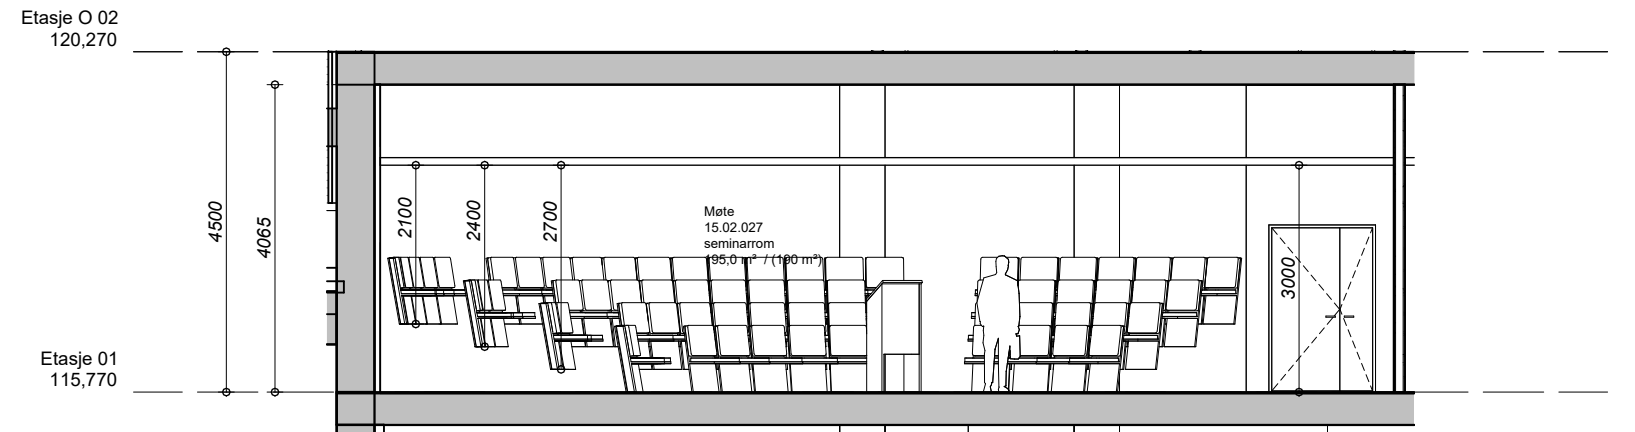 Etasje O 02
120,270
4500
4065
2100
2400
2700
Møte
15.02.027
seminarrom
195,0 m² / (190 m²)
3000
Etasje 01
115,770